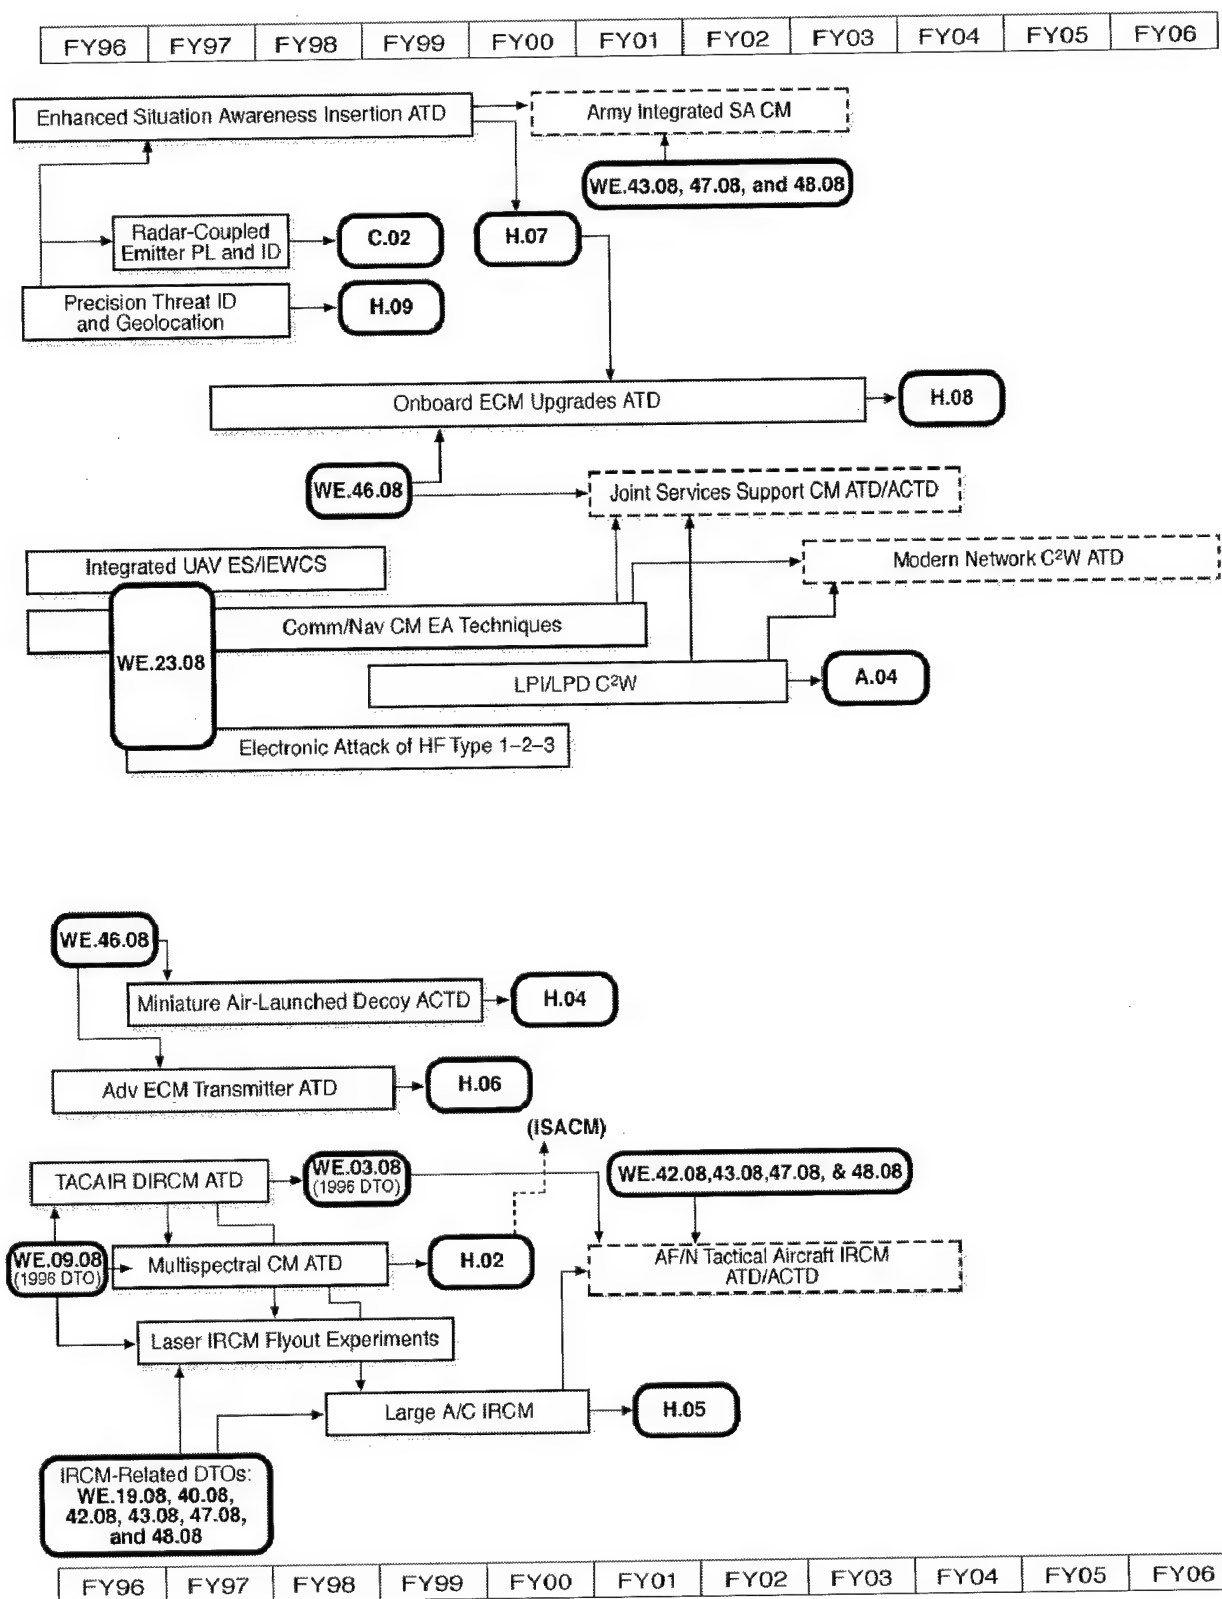 FY96 FY97 FY98 FY99 FY00 FY01 FY02 FY03 FY04 FY05 FY06
Enhanced Situation Awareness Insertion ATD
Army Integrated SA CM
WE.43.08, 47.08, and 48.08
Radar-Coupled
Emitter PL and ID
C.02
H.07
Precision Threat ID
and Geolocation
H.09
Onboard ECM Upgrades ATD
H.08
WE.46.08
Joint Services Support CM ATD/ACTD
Integrated UAV ES/IEWCS
Modern Network C²W ATD
Comm/Nav CM EA Techniques
WE.23.08
LPI/LPD C²W
A.04
Electronic Attack of HF Type 1–2–3
WE.46.08
Miniature Air-Launched Decoy ACTD
H.04
Adv ECM Transmitter ATD
H.06
(ISACM)
TACAIR DIRCM ATD
WE.03.08
(1996 DTO)
WE.42.08,43.08,47.08, & 48.08
WE.09.08
(1996 DTO)
Multispectral CM ATD
H.02
AF/N Tactical Aircraft IRCM
ATD/ACTD
Laser IRCM Flyout Experiments
Large A/C IRCM
H.05
IRCM-Related DTOs:
WE.19.08, 40.08,
42.08, 43.08, 47.08,
and 48.08
FY96 FY97 FY98 FY99 FY00 FY01 FY02 FY03 FY04 FY05 FY06